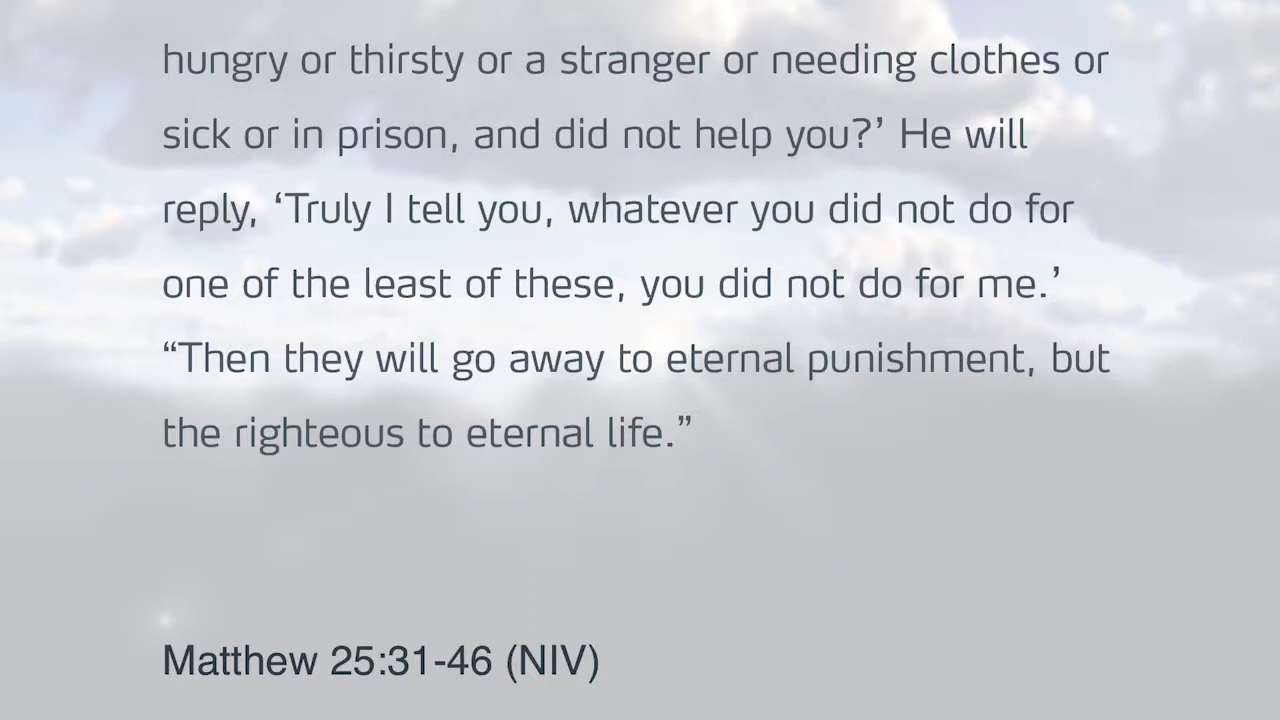 hungry or thirsty or a stranger or needing clothes or
sick or in prison, and did not help you?’ He will
reply, ‘Truly I tell you, whatever you did not do for
one of the least of these, you did not do for me.’
“Then they will go away to eternal punishment, but
the righteous to eternal life.”
Matthew 25:31-46 (NIV)